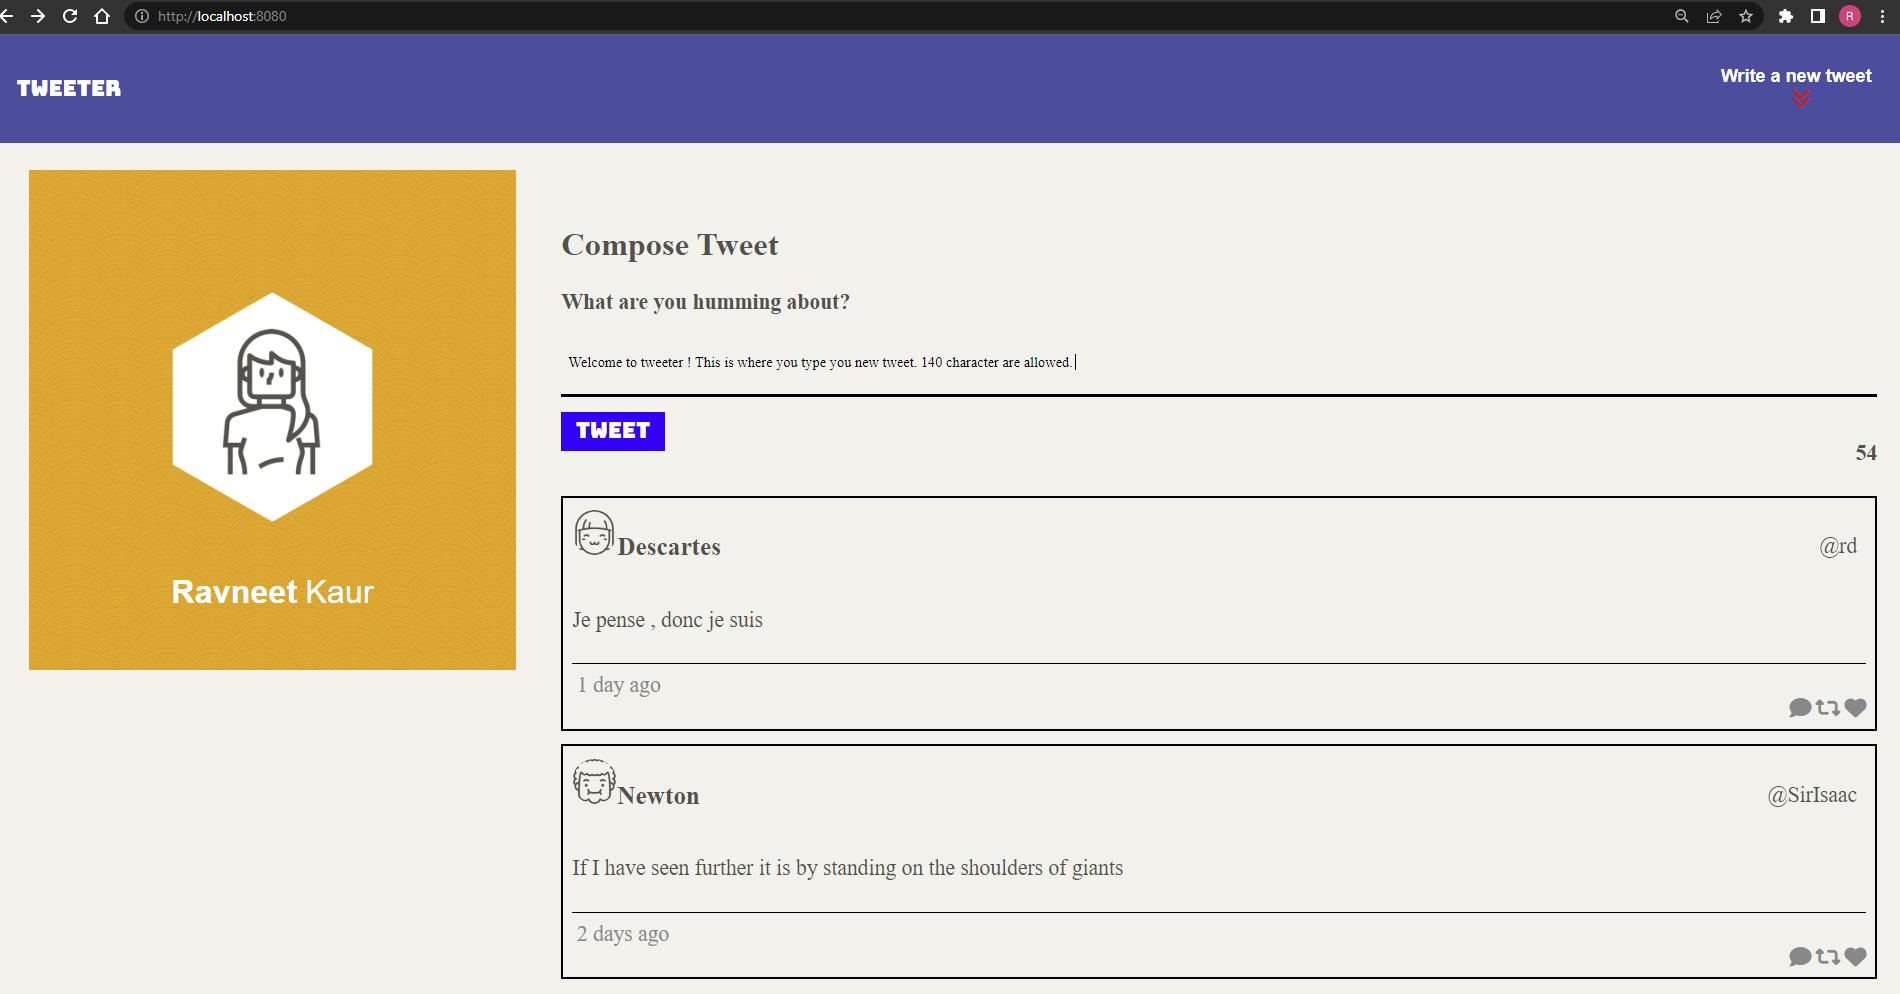 http://localhost:8080
R
TWEETER
Write a new tweet
Ravneet Kaur
Compose Tweet
What are you humming about?
Welcome to tweeter ! This is where you type you new tweet. 140 character are allowed.
TWEET
54
Descartes @rd
Je pense , donc je suis
1 day ago
Newton @SirIsaac
If I have seen further it is by standing on the shoulders of giants
2 days ago